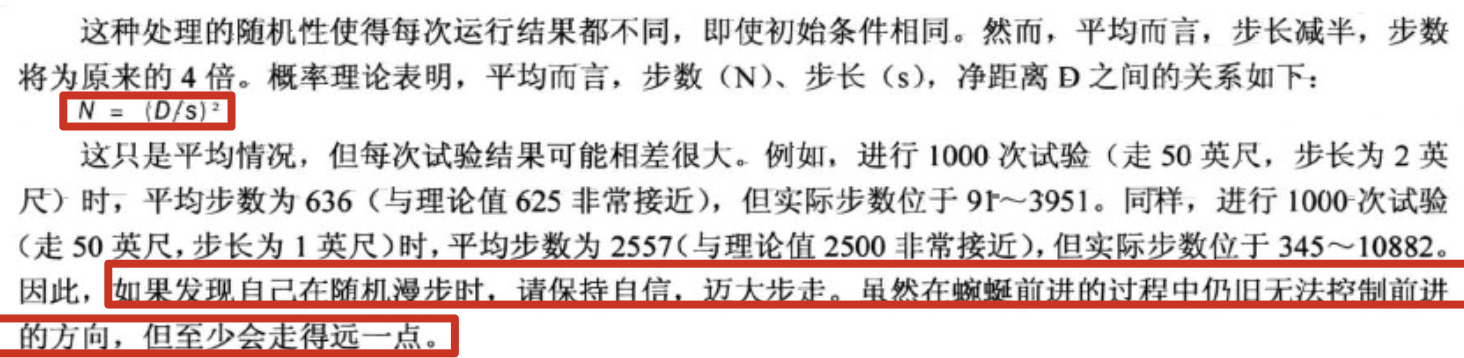 这种处理的随机性使得每次运行结果都不同，即使初始条件相同。然而，平均而言，步长减半，步数
将为原来的 4 倍。概率理论表明，平均而言，步数（N）、步长（s），净距离 D 之间的关系如下：
N = (D/s)²
这只是平均情况，但每次试验结果可能相差很大。例如，进行 1000 次试验（走 50 英尺，步长为 2 英
尺）时，平均步数为 636（与理论值 625 非常接近），但实际步数位于 91～3951。同样，进行 1000 次试验
（走 50 英尺，步长为 1 英尺）时，平均步数为 2557（与理论值 2500 非常接近），但实际步数位于 345～10882。
因此，如果发现自己在随机漫步时，请保持自信，迈大步走。虽然在蜿蜒前进的过程中仍旧无法控制前进
的方向，但至少会走得远一点。